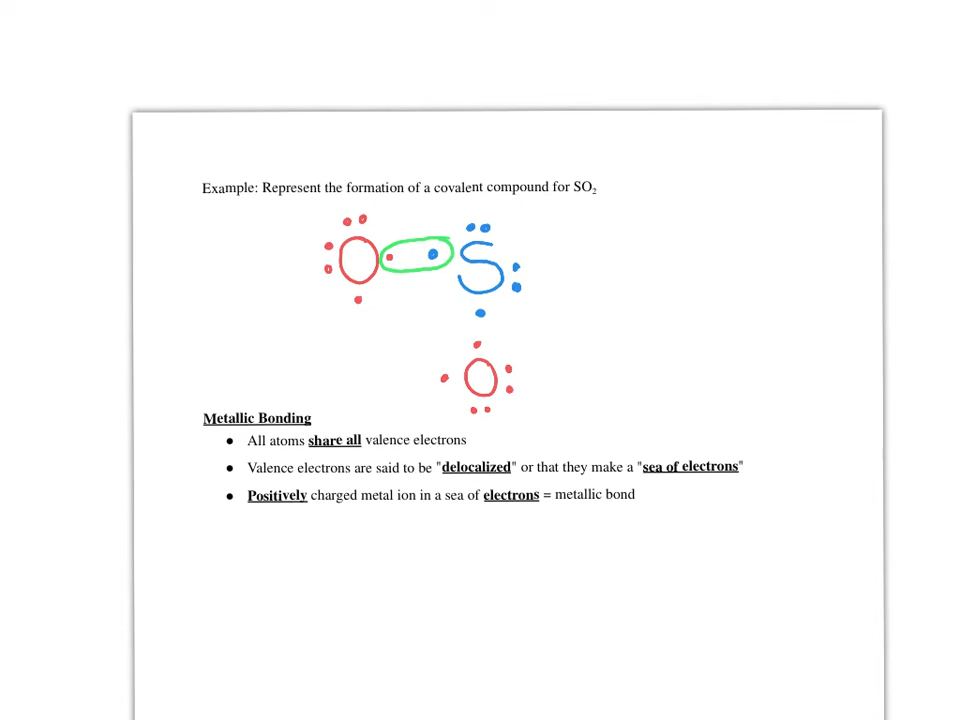 Example: Represent the formation of a covalent compound for SO₂
O S
O
Metallic Bonding
● All atoms share all valence electrons
● Valence electrons are said to be "delocalized" or that they make a "sea of electrons"
● Positively charged metal ion in a sea of electrons = metallic bond